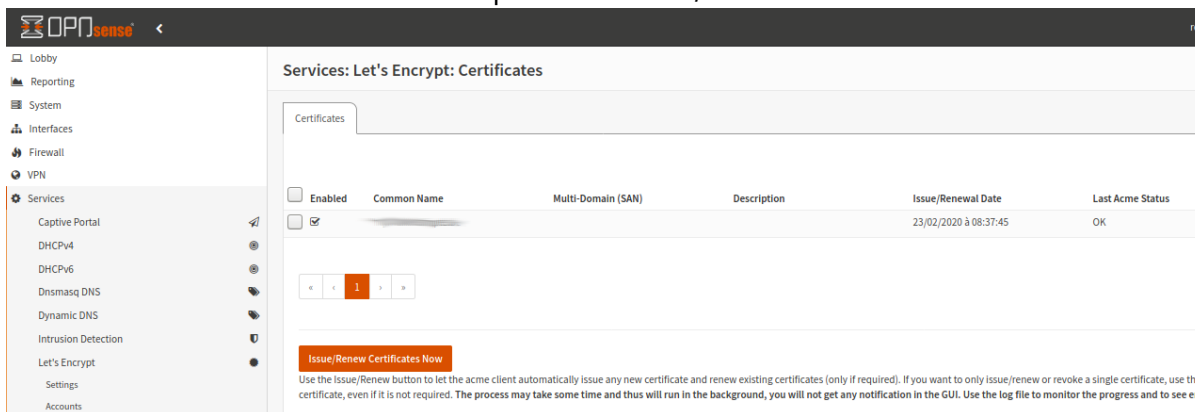 OPNsense
Lobby
Reporting
System
Interfaces
Firewall
VPN
Services
Captive Portal
DHCPv4
DHCPv6
Dnsmasq DNS
Dynamic DNS
Intrusion Detection
Let's Encrypt
Settings
Accounts
Services: Let's Encrypt: Certificates
Certificates
Enabled Common Name Multi-Domain (SAN) Description Issue/Renewal Date Last Acme Status
23/02/2020 à 08:37:45 OK
« ‹ 1 › »
Issue/Renew Certificates Now
Use the Issue/Renew button to let the acme client automatically issue any new certificate and renew existing certificates (only if required). If you want to only issue/renew or revoke a single certificate, use
certificate, even if it is not required. The process may take some time and thus will run in the background, you will not get any notification in the GUI. Use the log file to monitor the progress and to see